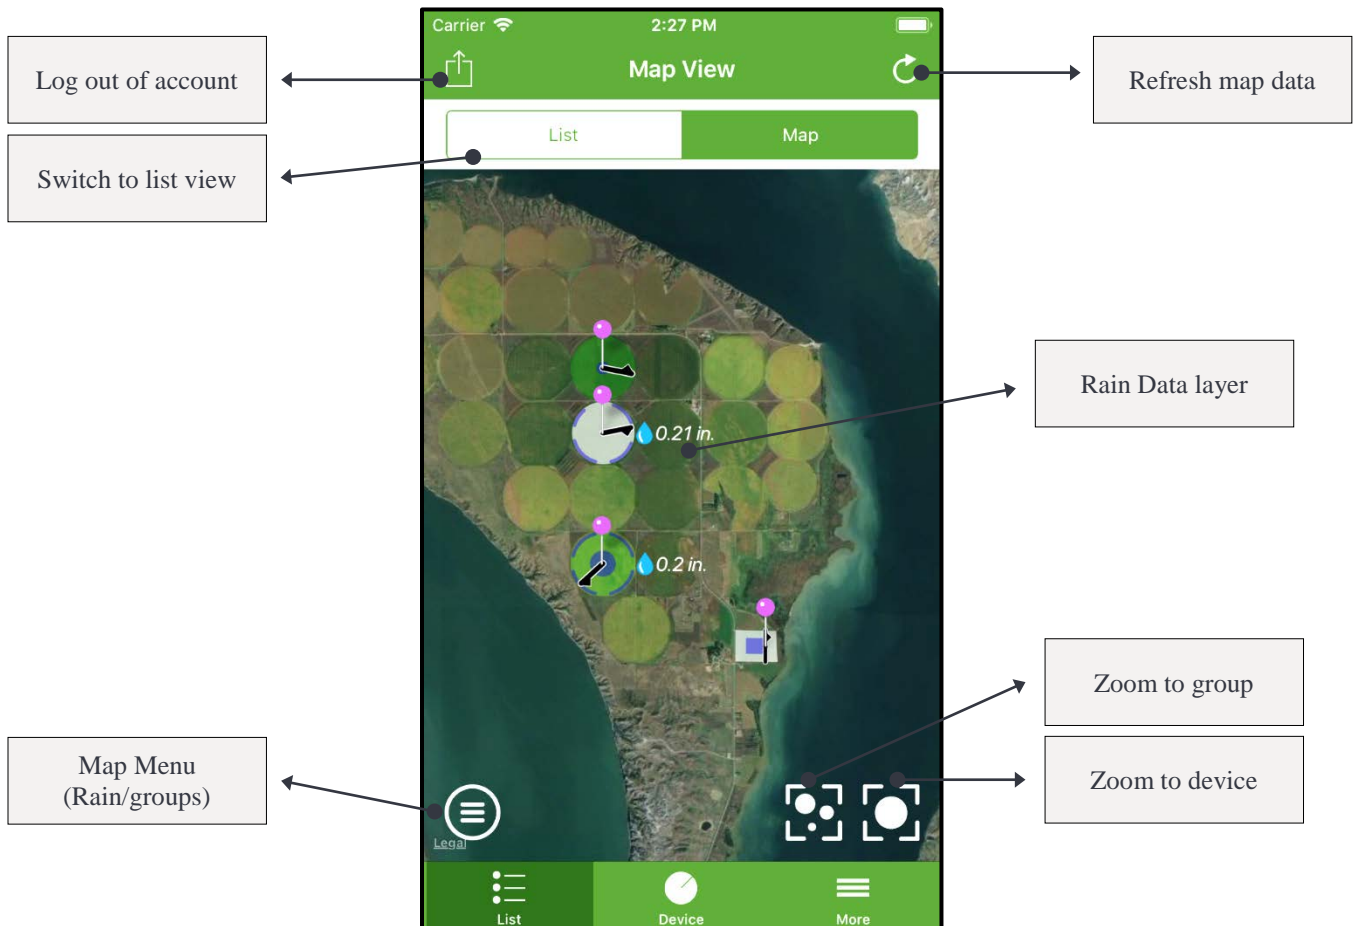 Carrier 2:27 PM
Log out of account
Map View
Refresh map data
List Map
Switch to list view
Rain Data layer
0.21 in.
0.2 in.
Zoom to group
Map Menu
(Rain/groups)
Zoom to device
Legal
List Device More